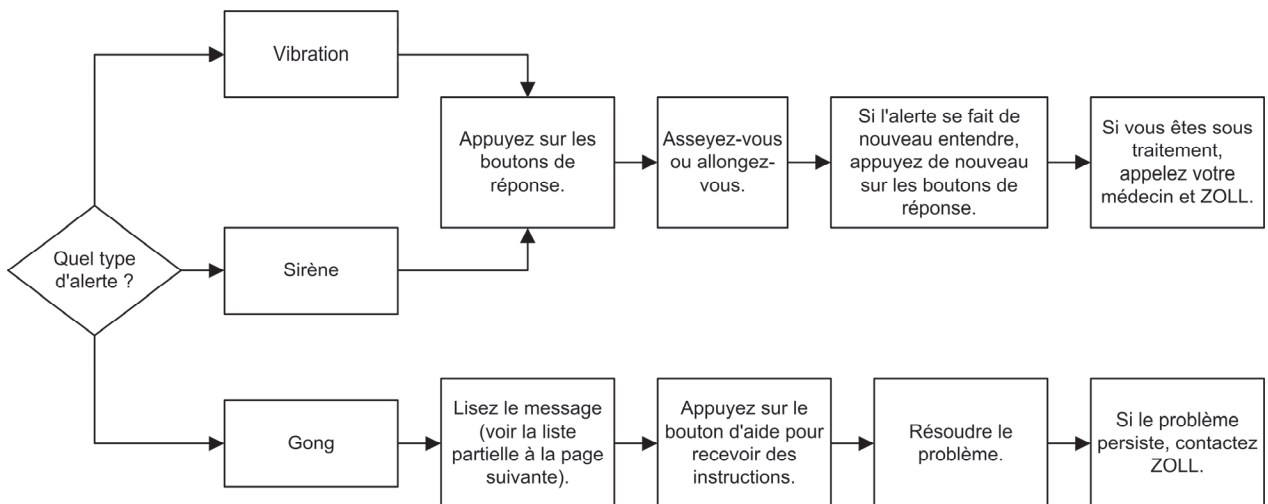 Vibration
Appuyez sur les
boutons de
réponse.
Asseyez-vous
ou allongez-
vous.
Si l'alerte se fait de
nouveau entendre,
appuyez de nouveau
sur les boutons de
réponse.
Si vous êtes sous
traitement,
appelez votre
médecin et ZOLL.
Quel type
d'alerte ?
Sirène
Gong
Lisez le message
(voir la liste
partielle à la page
suivante).
Appuyez sur le
bouton d'aide pour
recevoir des
instructions.
Résoudre le
problème.
Si le problème
persiste, contactez
ZOLL.